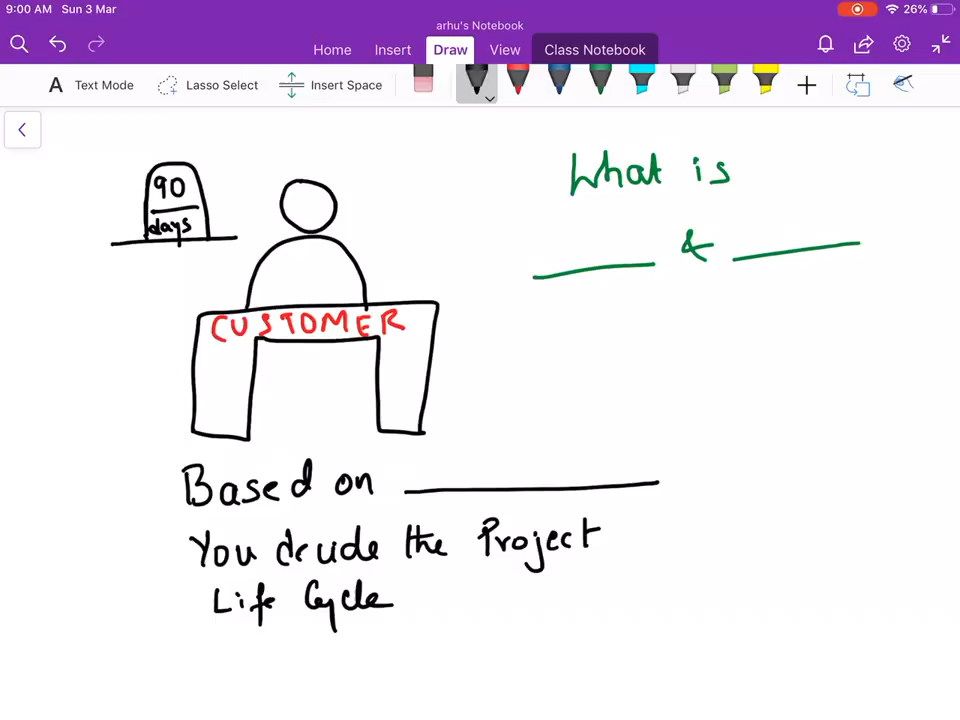 9:00 AM Sun 3 Mar
26%
arhu's Notebook
Home Insert Draw View Class Notebook
A Text Mode Lasso Select Insert Space
90
days
What is
&
CUSTOMER
Based on
You decide the Project
Life Cycle